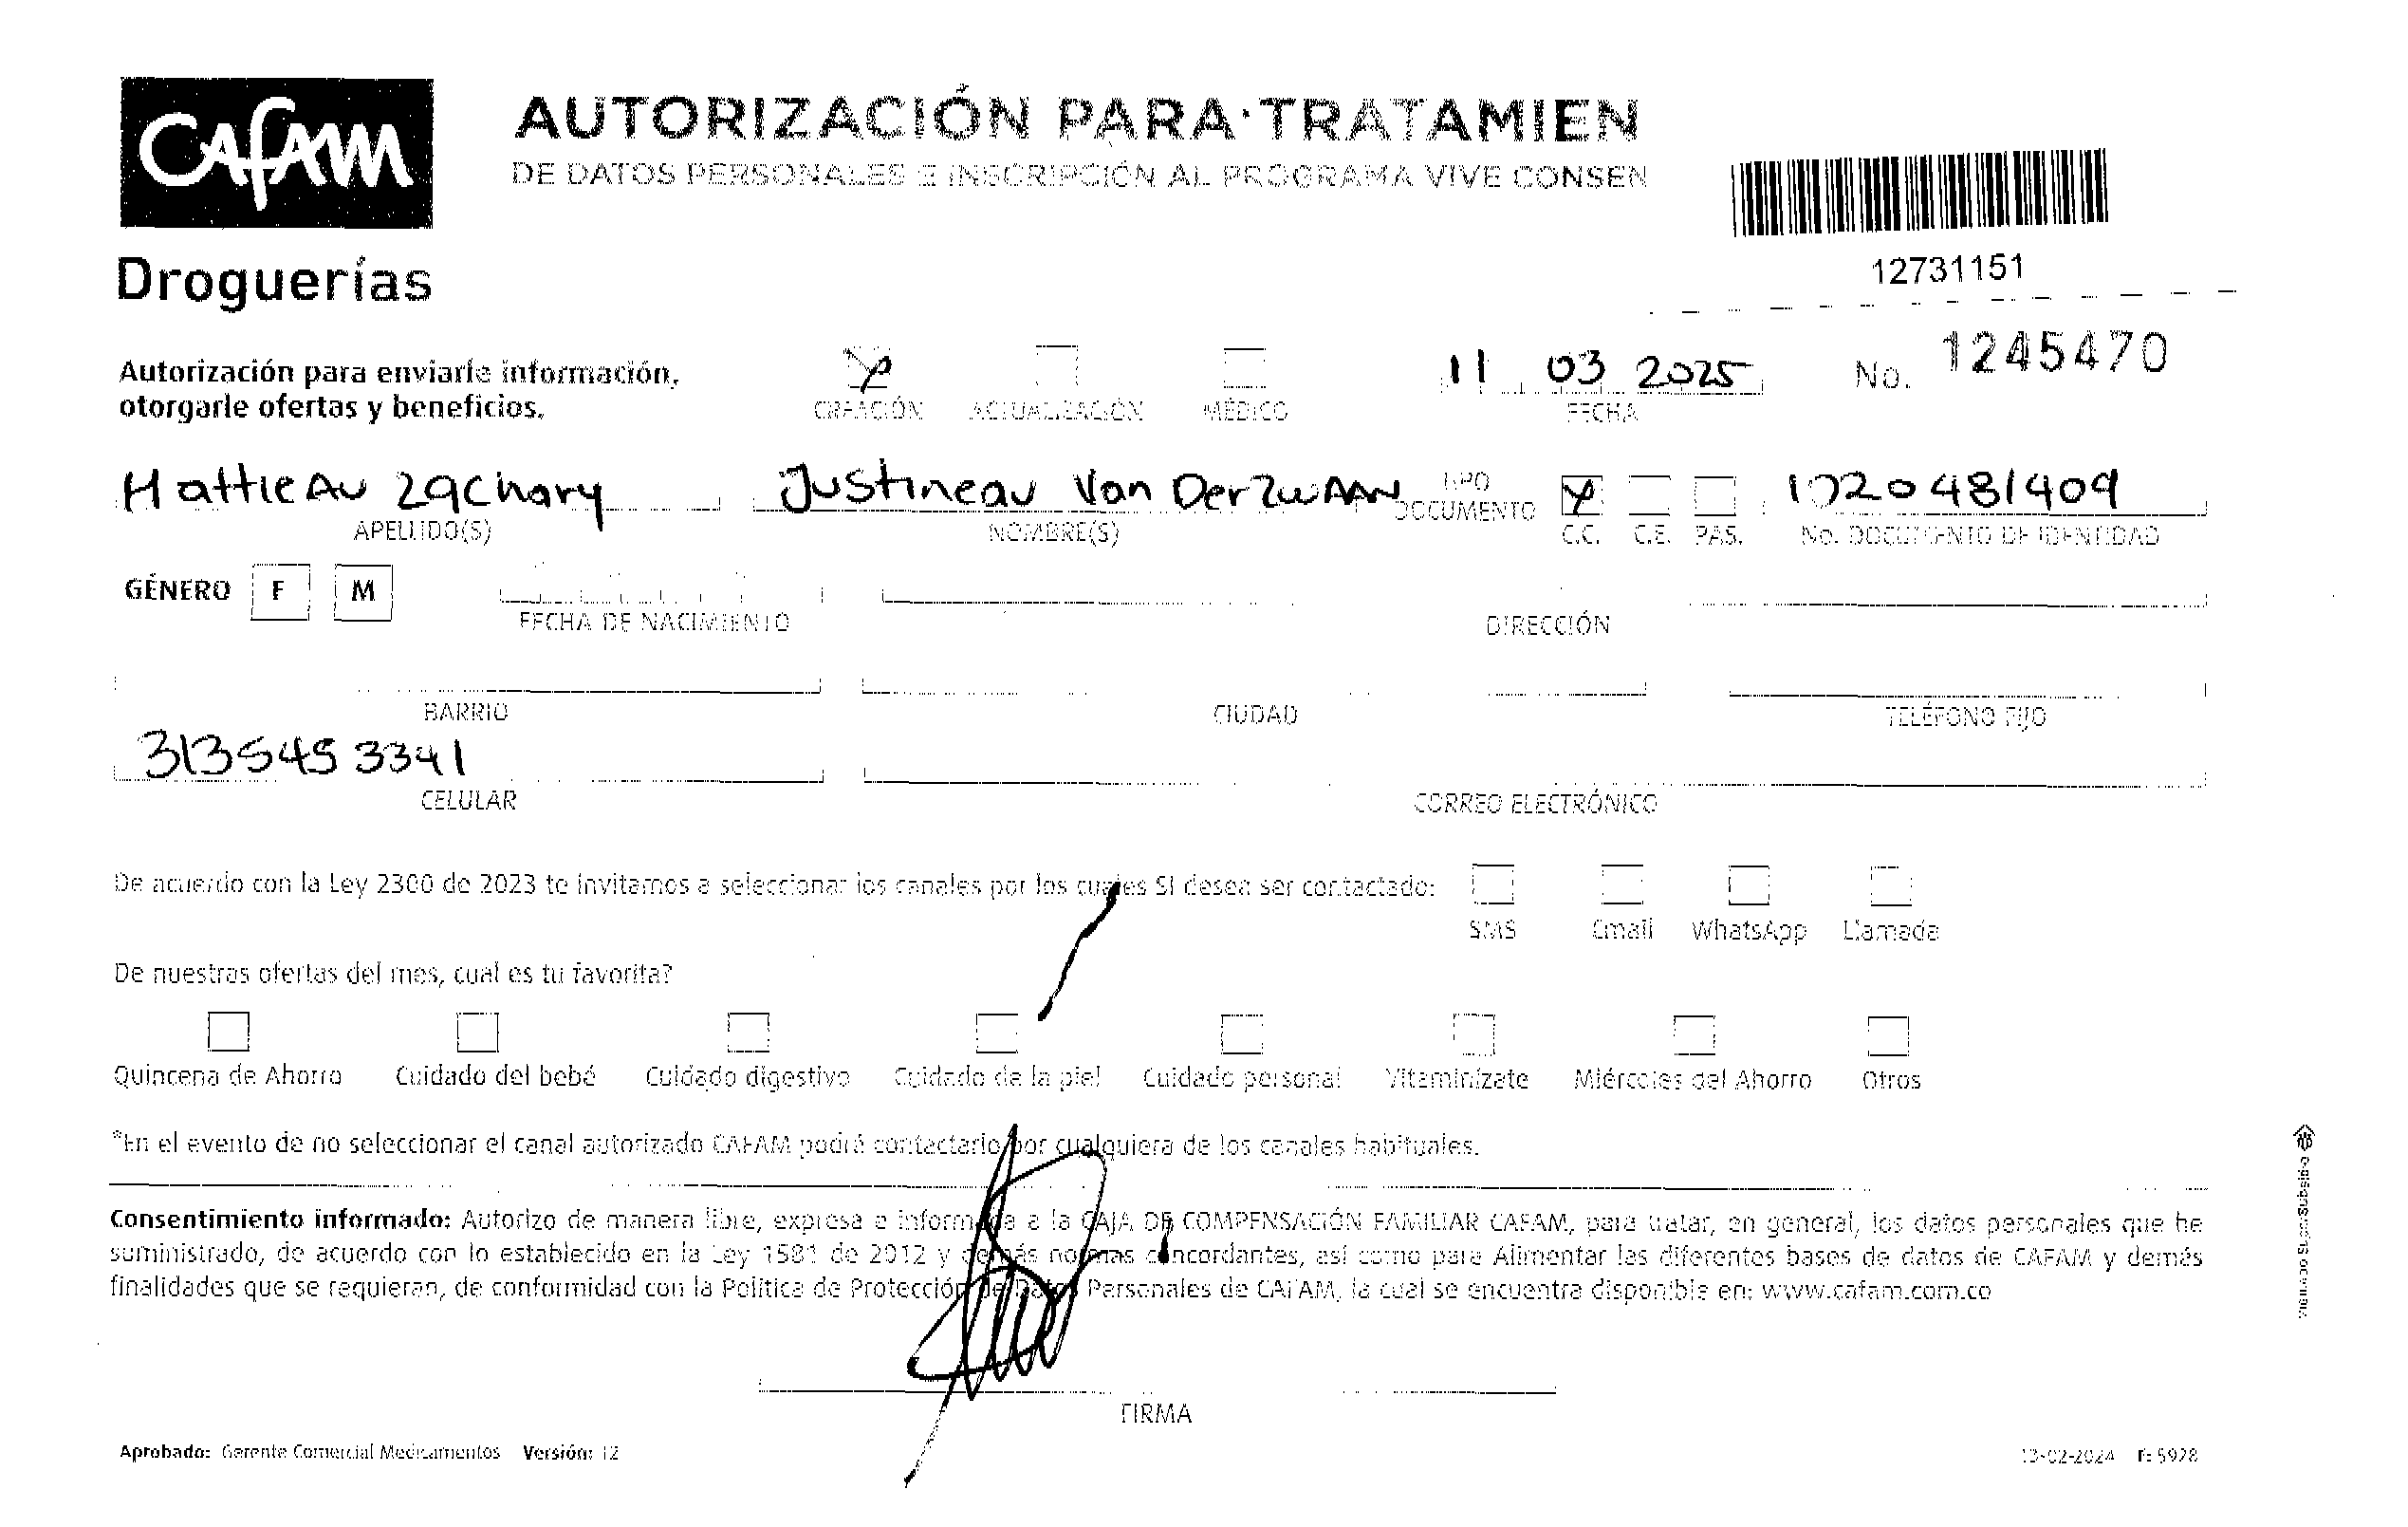 CAFAM
Droguerías
AUTORIZACIÓN PARA TRATAMIEN
DE DATOS PERSONALES E INSCRIPCIÓN AL PROGRAMA VIVE CONSEN
12731151
Autorización para enviarle información,
otorgarle ofertas y beneficios.
CREACIÓN ACTUALIZACIÓN MÉDICO
11 03 2025
FECHA
No. 1245470
Mattieau Zachary Justineau Van Der Zwaan TIPO DOCUMENTO C.C. C.E. PAS. 1020481409
APELLIDO(S) NOMBRE(S) No. DOCUMENTO DE IDENTIDAD
GÉNERO F M
FECHA DE NACIMIENTO DIRECCIÓN
BARRIO CIUDAD TELÉFONO FIJO
3135453341
CELULAR CORREO ELECTRÓNICO
De acuerdo con la Ley 2300 de 2023 te invitamos a seleccionar los canales por los cuales SI desea ser contactado:
SMS Email WhatsApp Llamada
De nuestras ofertas del mes, cual es tu favorita?
Quincena de Ahorro Cuidado del bebé Cuidado digestivo Cuidado de la piel Cuidado personal Vitaminízate Miércoles del Ahorro Otros
*En el evento de no seleccionar el canal autorizado CAFAM podrá contactarlo por cualquiera de los canales habituales.
Consentimiento informado: Autorizo de manera libre, expresa e informada a la CAJA DE COMPENSACIÓN FAMILIAR CAFAM, para tratar, en general, los datos personales que he
suministrado, de acuerdo con lo establecido en la Ley 1581 de 2012 y demás normas concordantes, así como para Alimentar las diferentes bases de datos de CAFAM y demás
finalidades que se requieran, de conformidad con la Política de Protección de Datos Personales de CAFAM, la cual se encuentra disponible en: www.cafam.com.co
FIRMA
Aprobado: Gerente Comercial Medicamentos Versión: 12
13-02-2024 F: 5928
VIGILADO SuperSubsidio